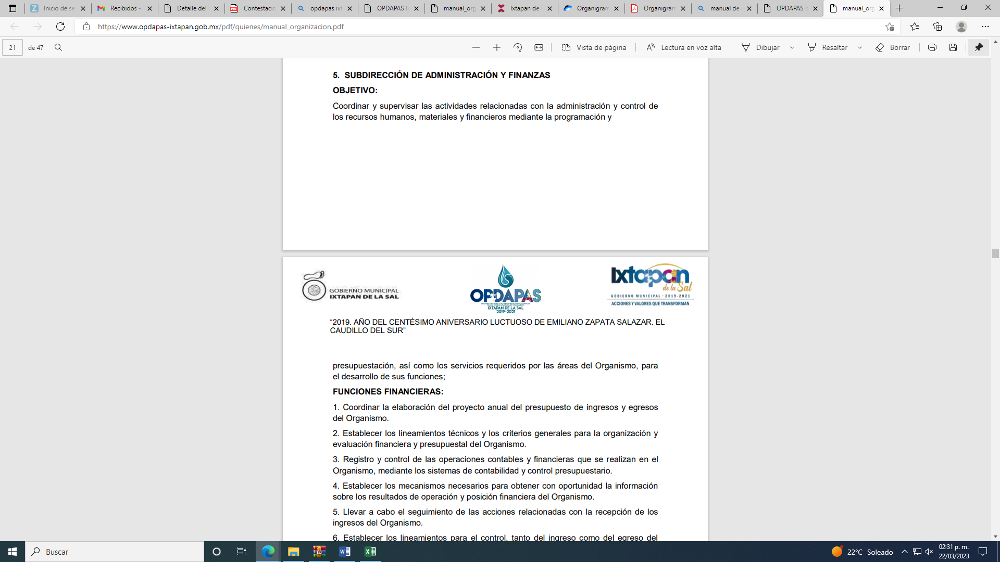 Inicio de se
Recibidos -
Detalle del
Contestacio
opdapas ixt
OPDAPAS I
manual_org
Ixtapan de
Organigram
Organigram
manual de
OPDAPAS I
manual_org
https://www.opdapas-ixtapan.gob.mx/pdf/quienes/manual_organizacion.pdf
21 de 47
Vista de página
Lectura en voz alta
Dibujar
Resaltar
Borrar
5. SUBDIRECCIÓN DE ADMINISTRACIÓN Y FINANZAS
OBJETIVO:
Coordinar y supervisar las actividades relacionadas con la administración y control de
los recursos humanos, materiales y financieros mediante la programación y
GOBIERNO MUNICIPAL
IXTAPAN DE LA SAL
OPDAPAS
IXTAPAN DE LA SAL
2019-2021
Ixtapan
de la Sal
GOBIERNO MUNICIPAL · 2019-2021
ACCIONES Y VALORES QUE TRANSFORMAN
“2019. AÑO DEL CENTÉSIMO ANIVERSARIO LUCTUOSO DE EMILIANO ZAPATA SALAZAR. EL
CAUDILLO DEL SUR”
presupuestación, así como los servicios requeridos por las áreas del Organismo, para
el desarrollo de sus funciones;
FUNCIONES FINANCIERAS:
1. Coordinar la elaboración del proyecto anual del presupuesto de ingresos y egresos
del Organismo.
2. Establecer los lineamientos técnicos y los criterios generales para la organización y
evaluación financiera y presupuestal del Organismo.
3. Registro y control de las operaciones contables y financieras que se realizan en el
Organismo, mediante los sistemas de contabilidad y control presupuestario.
4. Establecer los mecanismos necesarios para obtener con oportunidad la información
sobre los resultados de operación y posición financiera del Organismo.
5. Llevar a cabo el seguimiento de las acciones relacionadas con la recepción de los
ingresos del Organismo.
6. Establecer los lineamientos para el control, tanto del ingreso como del egreso del
Buscar
22°C Soleado
02:31 p. m.
22/03/2023